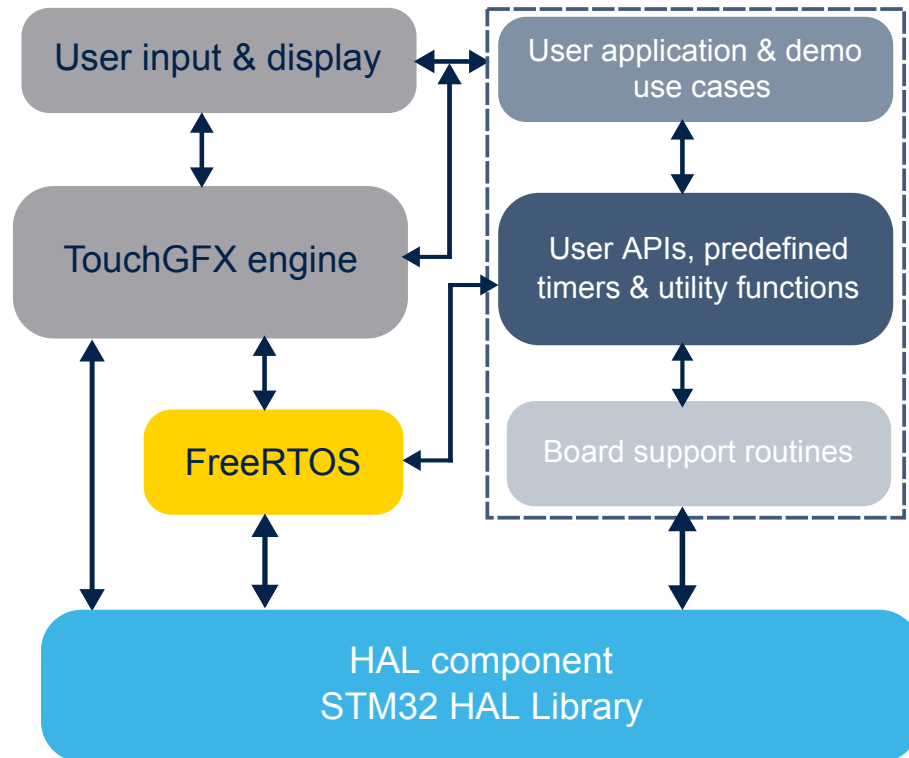 User input & display
User application & demo
use cases
TouchGFX engine
User APIs, predefined
timers & utility functions
FreeRTOS
Board support routines
HAL component
STM32 HAL Library